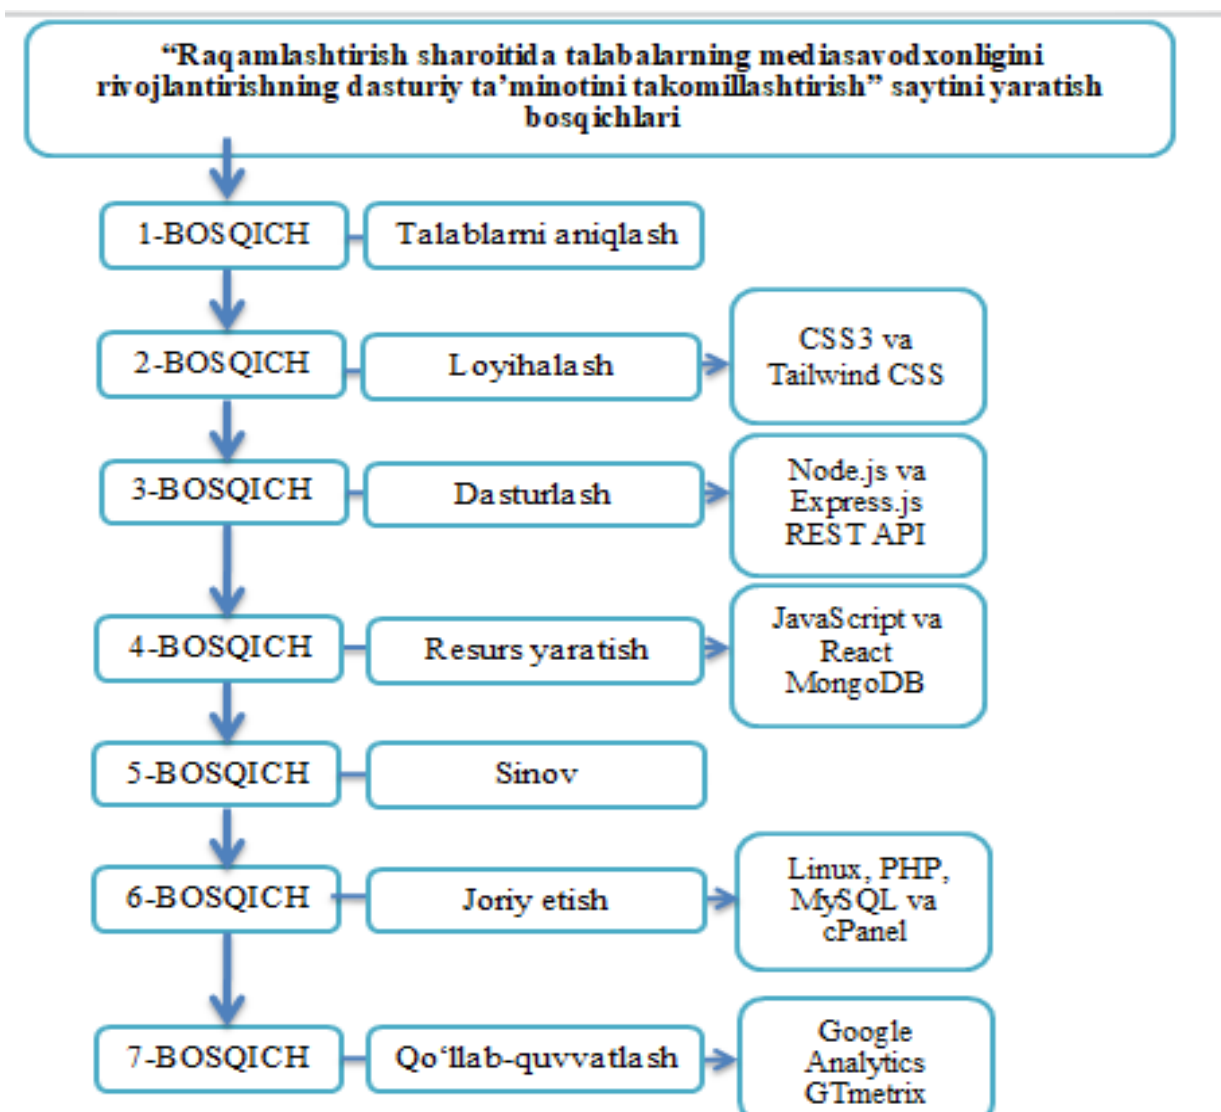 “Raqamlashtirish sharoitida talabalarning mediasavodxonligini
rivojlantirishning dasturiy ta’minotini takomillashtirish” saytini yaratish
bosqichlari
1-BOSQICH
Talablarni aniqlash
2-BOSQICH
Loyihalash
CSS3 va
Tailwind CSS
3-BOSQICH
Dasturlash
Node.js va
Express.js
REST API
4-BOSQICH
Resurs yaratish
JavaScript va
React
MongoDB
5-BOSQICH
Sinov
6-BOSQICH
Joriy etish
Linux, PHP,
MySQL va
cPanel
7-BOSQICH
Qo‘llab-quvvatlash
Google
Analytics
GTmetrix